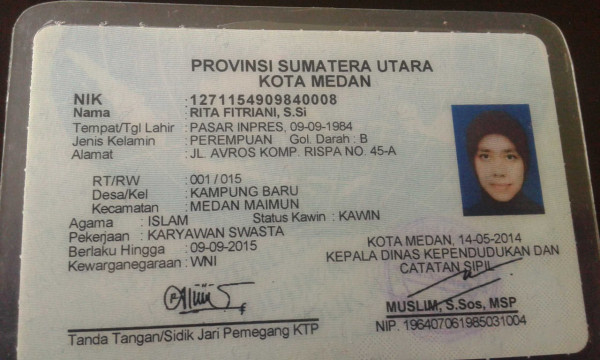 PROVINSI SUMATERA UTARA
KOTA MEDAN
NIK : 1271154909840008
Nama : RITA FITRIANI, S.Si
Tempat/Tgl Lahir : PASAR INPRES, 09-09-1984
Jenis Kelamin : PEREMPUAN Gol. Darah : B
Alamat : JL. AVROS KOMP. RISPA NO. 45-A
RT/RW : 001 / 015
Desa/Kel : KAMPUNG BARU
Kecamatan : MEDAN MAIMUN
Agama : ISLAM Status Kawin : KAWIN
Pekerjaan : KARYAWAN SWASTA
Berlaku Hingga : 09-09-2015
Kewarganegaraan : WNI
Tanda Tangan/Sidik Jari Pemegang KTP
KOTA MEDAN, 14-05-2014
KEPALA DINAS KEPENDUDUKAN DAN
CATATAN SIPIL
MUSLIM, S.Sos, MSP
NIP. 196407061985031004